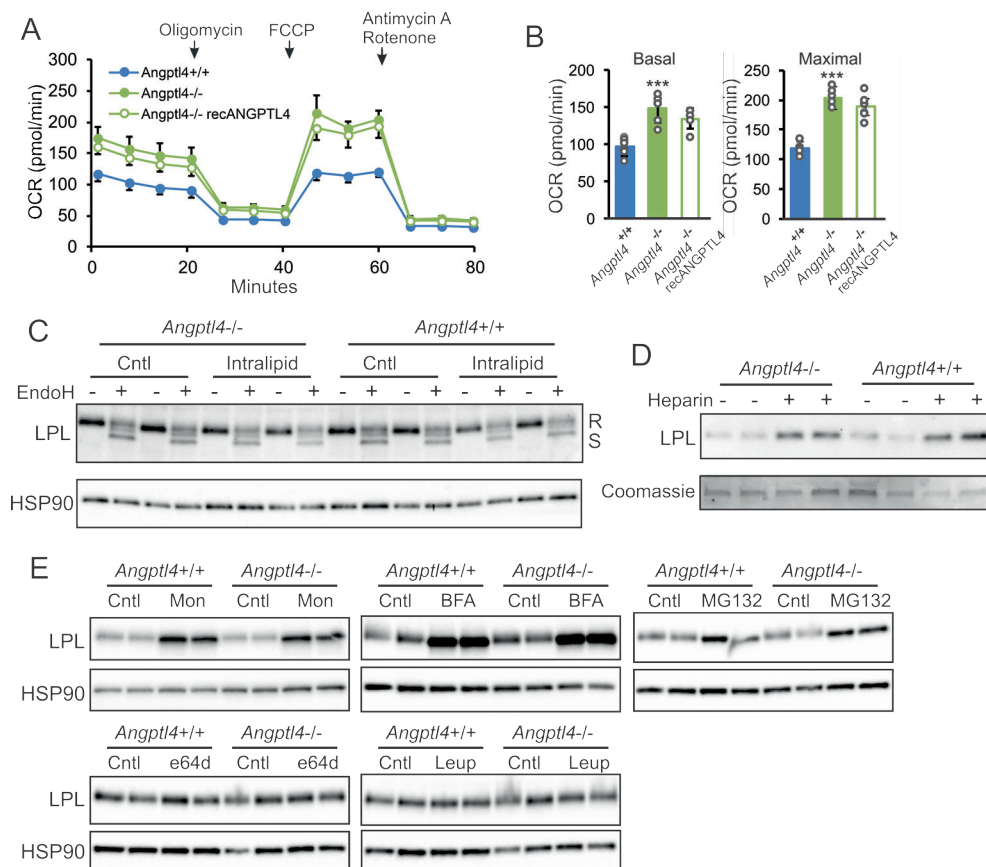 A
Oligomycin
FCCP
Antimycin A
Rotenone
Angptl4+/+
Angptl4-/-
Angptl4-/- recANGPTL4
OCR (pmol/min)
300
250
200
150
100
50
0
0 20 40 60 80
Minutes
B
Basal
OCR (pmol/min)
200
150
100
50
0
***
Angptl4 +/+
Angptl4 -/-
Angptl4 -/-
recANGPTL4
Maximal
OCR (pmol/min)
250
200
150
100
50
0
***
Angptl4 +/+
Angptl4 -/-
Angptl4 -/-
recANGPTL4
C
Angptl4-/- Angptl4+/+
Cntl Intralipid Cntl Intralipid
EndoH - + - + - + - + - + - + - + - +
LPL R
S
HSP90
D
Angptl4-/- Angptl4+/+
Heparin - - + + - - + +
LPL
Coomassie
E
Angptl4+/+ Angptl4-/- Angptl4+/+ Angptl4-/- Angptl4+/+ Angptl4-/-
Cntl Mon Cntl Mon Cntl BFA Cntl BFA Cntl MG132 Cntl MG132
LPL
HSP90
Angptl4+/+ Angptl4-/- Angptl4+/+ Angptl4-/-
Cntl e64d Cntl e64d Cntl Leup Cntl Leup
LPL
HSP90